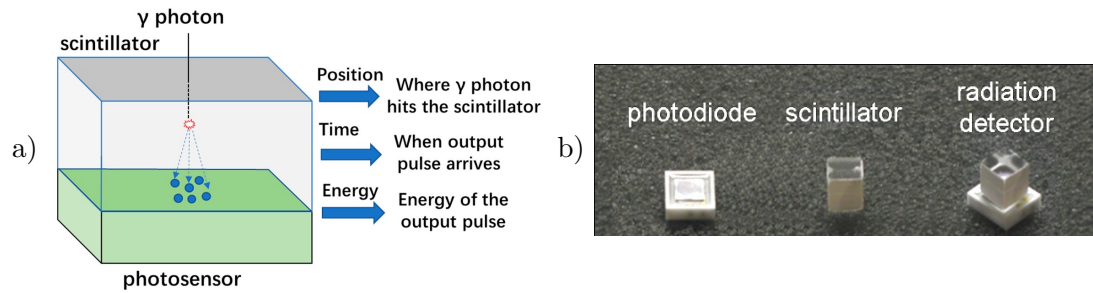 a)
γ photon
scintillator
Position
Where γ photon
hits the scintillator
Time
When output
pulse arrives
Energy
Energy of the
output pulse
photosensor
b)
photodiode
scintillator
radiation
detector